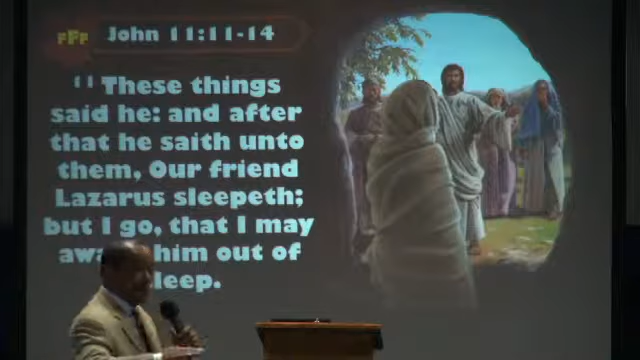 FFF
John 11:11-14
11 These things
said he: and after
that he saith unto
them, Our friend
Lazarus sleepeth;
but I go, that I may
him out of